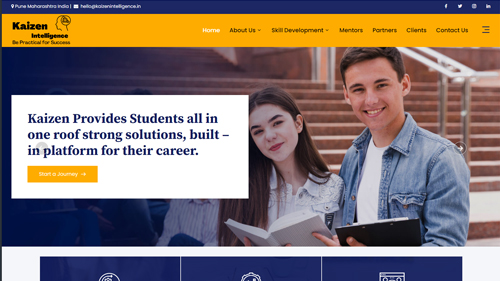 Pune Maharashtra India | hello@kaizenintelligence.in
Kaizen
Intelligence
Be Practical for Success
Home About Us Skill Development Mentors Partners Clients Contact Us
Kaizen Provides Students all in
one roof strong solutions, built –
in platform for their career.
Start a Journey →